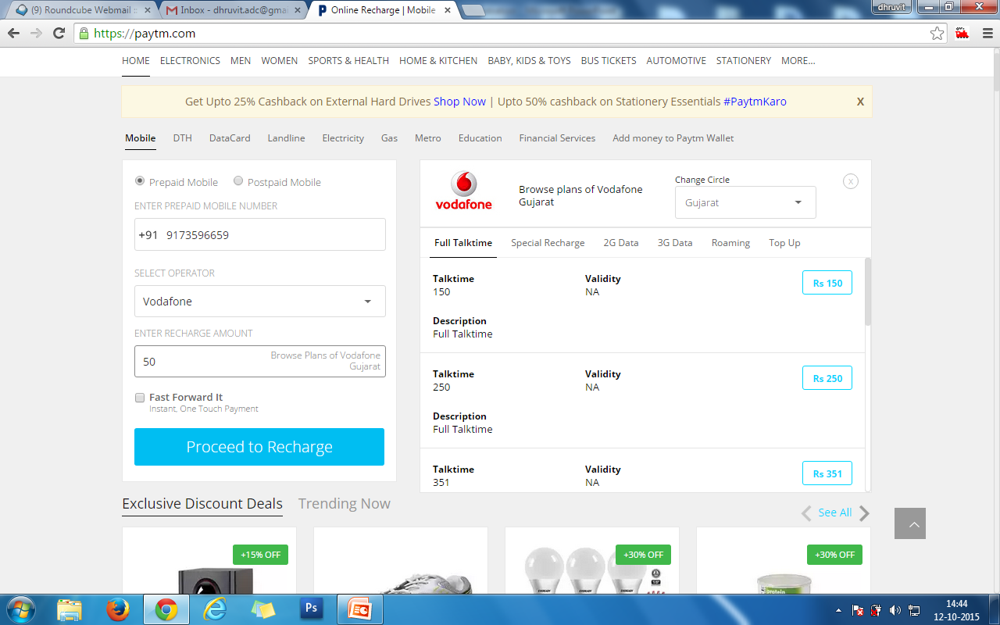 (9) Roundcube Webmail ::
Inbox - dhruvit.adc@gmai
Online Recharge | Mobile
dhruvit
https://paytm.com
HOME ELECTRONICS MEN WOMEN SPORTS & HEALTH HOME & KITCHEN BABY, KIDS & TOYS BUS TICKETS AUTOMOTIVE STATIONERY MORE...
Get Upto 25% Cashback on External Hard Drives Shop Now | Upto 50% cashback on Stationery Essentials #PaytmKaro X
Mobile DTH DataCard Landline Electricity Gas Metro Education Financial Services Add money to Paytm Wallet
Prepaid Mobile Postpaid Mobile
ENTER PREPAID MOBILE NUMBER
+91 9173596659
SELECT OPERATOR
Vodafone
ENTER RECHARGE AMOUNT
50
Browse Plans of Vodafone
Gujarat
Fast Forward It
Instant, One Touch Payment
Proceed to Recharge
vodafone
Browse plans of Vodafone
Gujarat
Change Circle
Gujarat
x
Full Talktime Special Recharge 2G Data 3G Data Roaming Top Up
Talktime Validity
150 NA
Rs 150
Description
Full Talktime
Talktime Validity
250 NA
Rs 250
Description
Full Talktime
Talktime Validity
351 NA
Rs 351
Exclusive Discount Deals Trending Now
See All
+15% OFF
+30% OFF
+30% OFF
EVEREADY EVEREADY EVEREADY
protein
Ps
14:44
12-10-2015